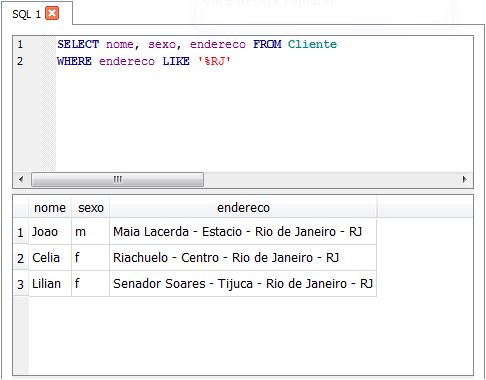 SQL 1
1 SELECT nome, sexo, endereco FROM Cliente
2 WHERE endereco LIKE '%RJ'
nome sexo endereco
1 Joao m Maia Lacerda - Estacio - Rio de Janeiro - RJ
2 Celia f Riachuelo - Centro - Rio de Janeiro - RJ
3 Lilian f Senador Soares - Tijuca - Rio de Janeiro - RJ